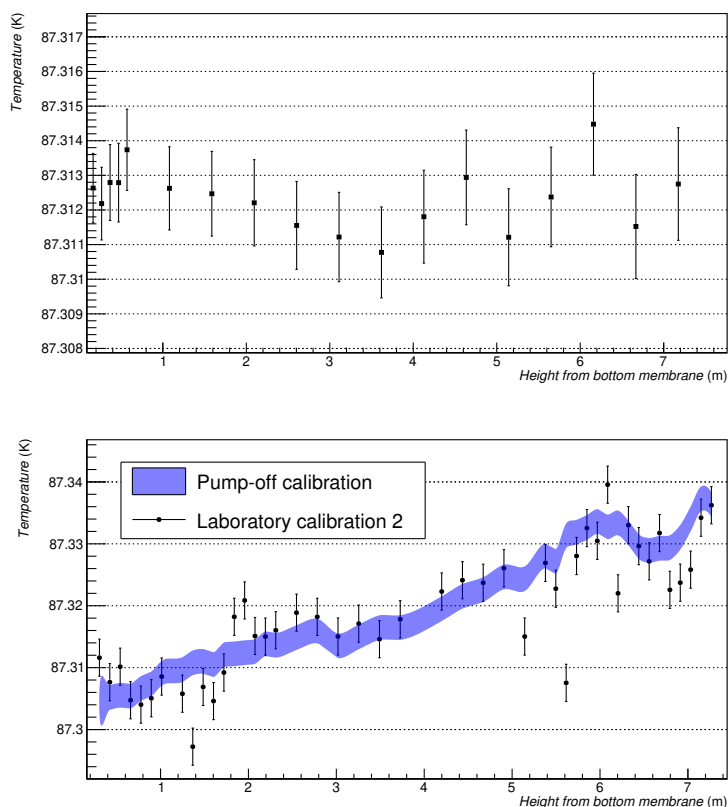 Temperature (K)
87.317
87.316
87.315
87.314
87.313
87.312
87.311
87.31
87.309
87.308
1 2 3 4 5 6 7
Height from bottom membrane (m)
Temperature (K)
87.34
87.33
87.32
87.31
87.3
Pump-off calibration
Laboratory calibration 2
1 2 3 4 5 6 7
Height from bottom membrane (m)